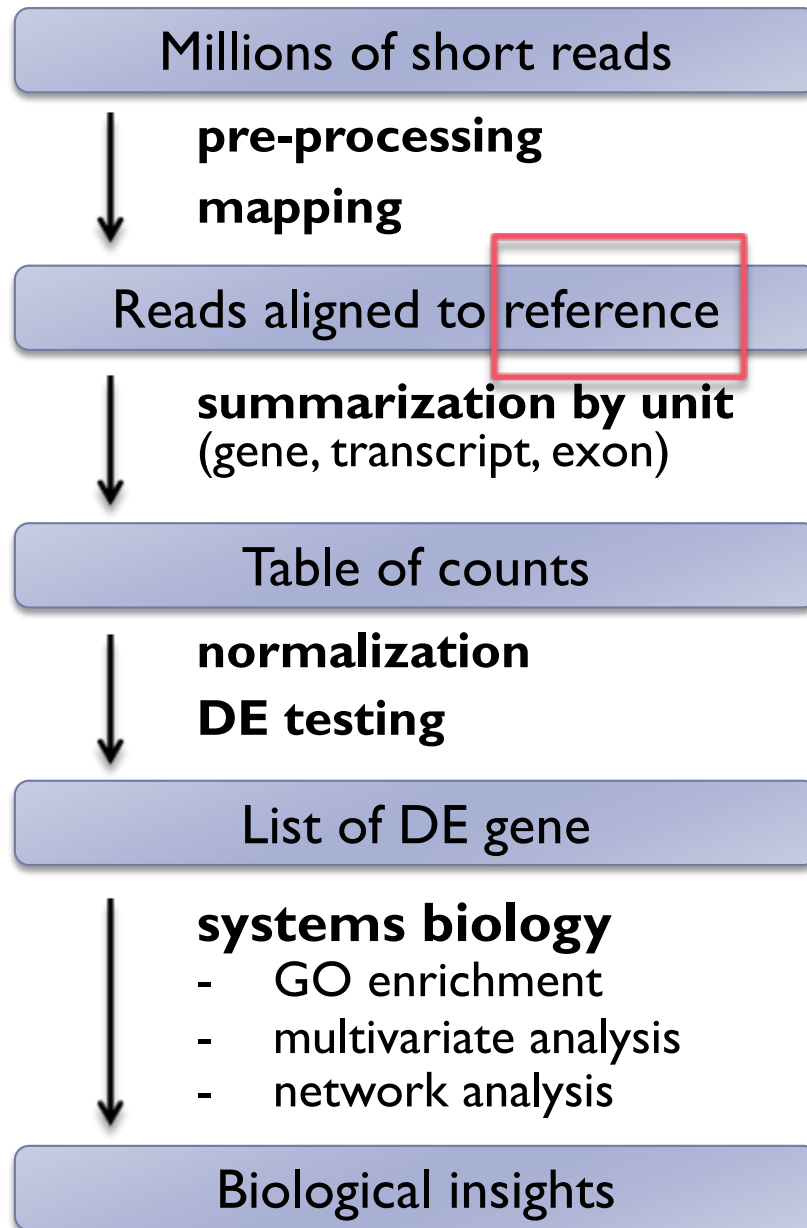 Millions of short reads
pre-processing
mapping
Reads aligned to reference
summarization by unit
(gene, transcript, exon)
Table of counts
normalization
DE testing
List of DE gene
systems biology
- GO enrichment
- multivariate analysis
- network analysis
Biological insights